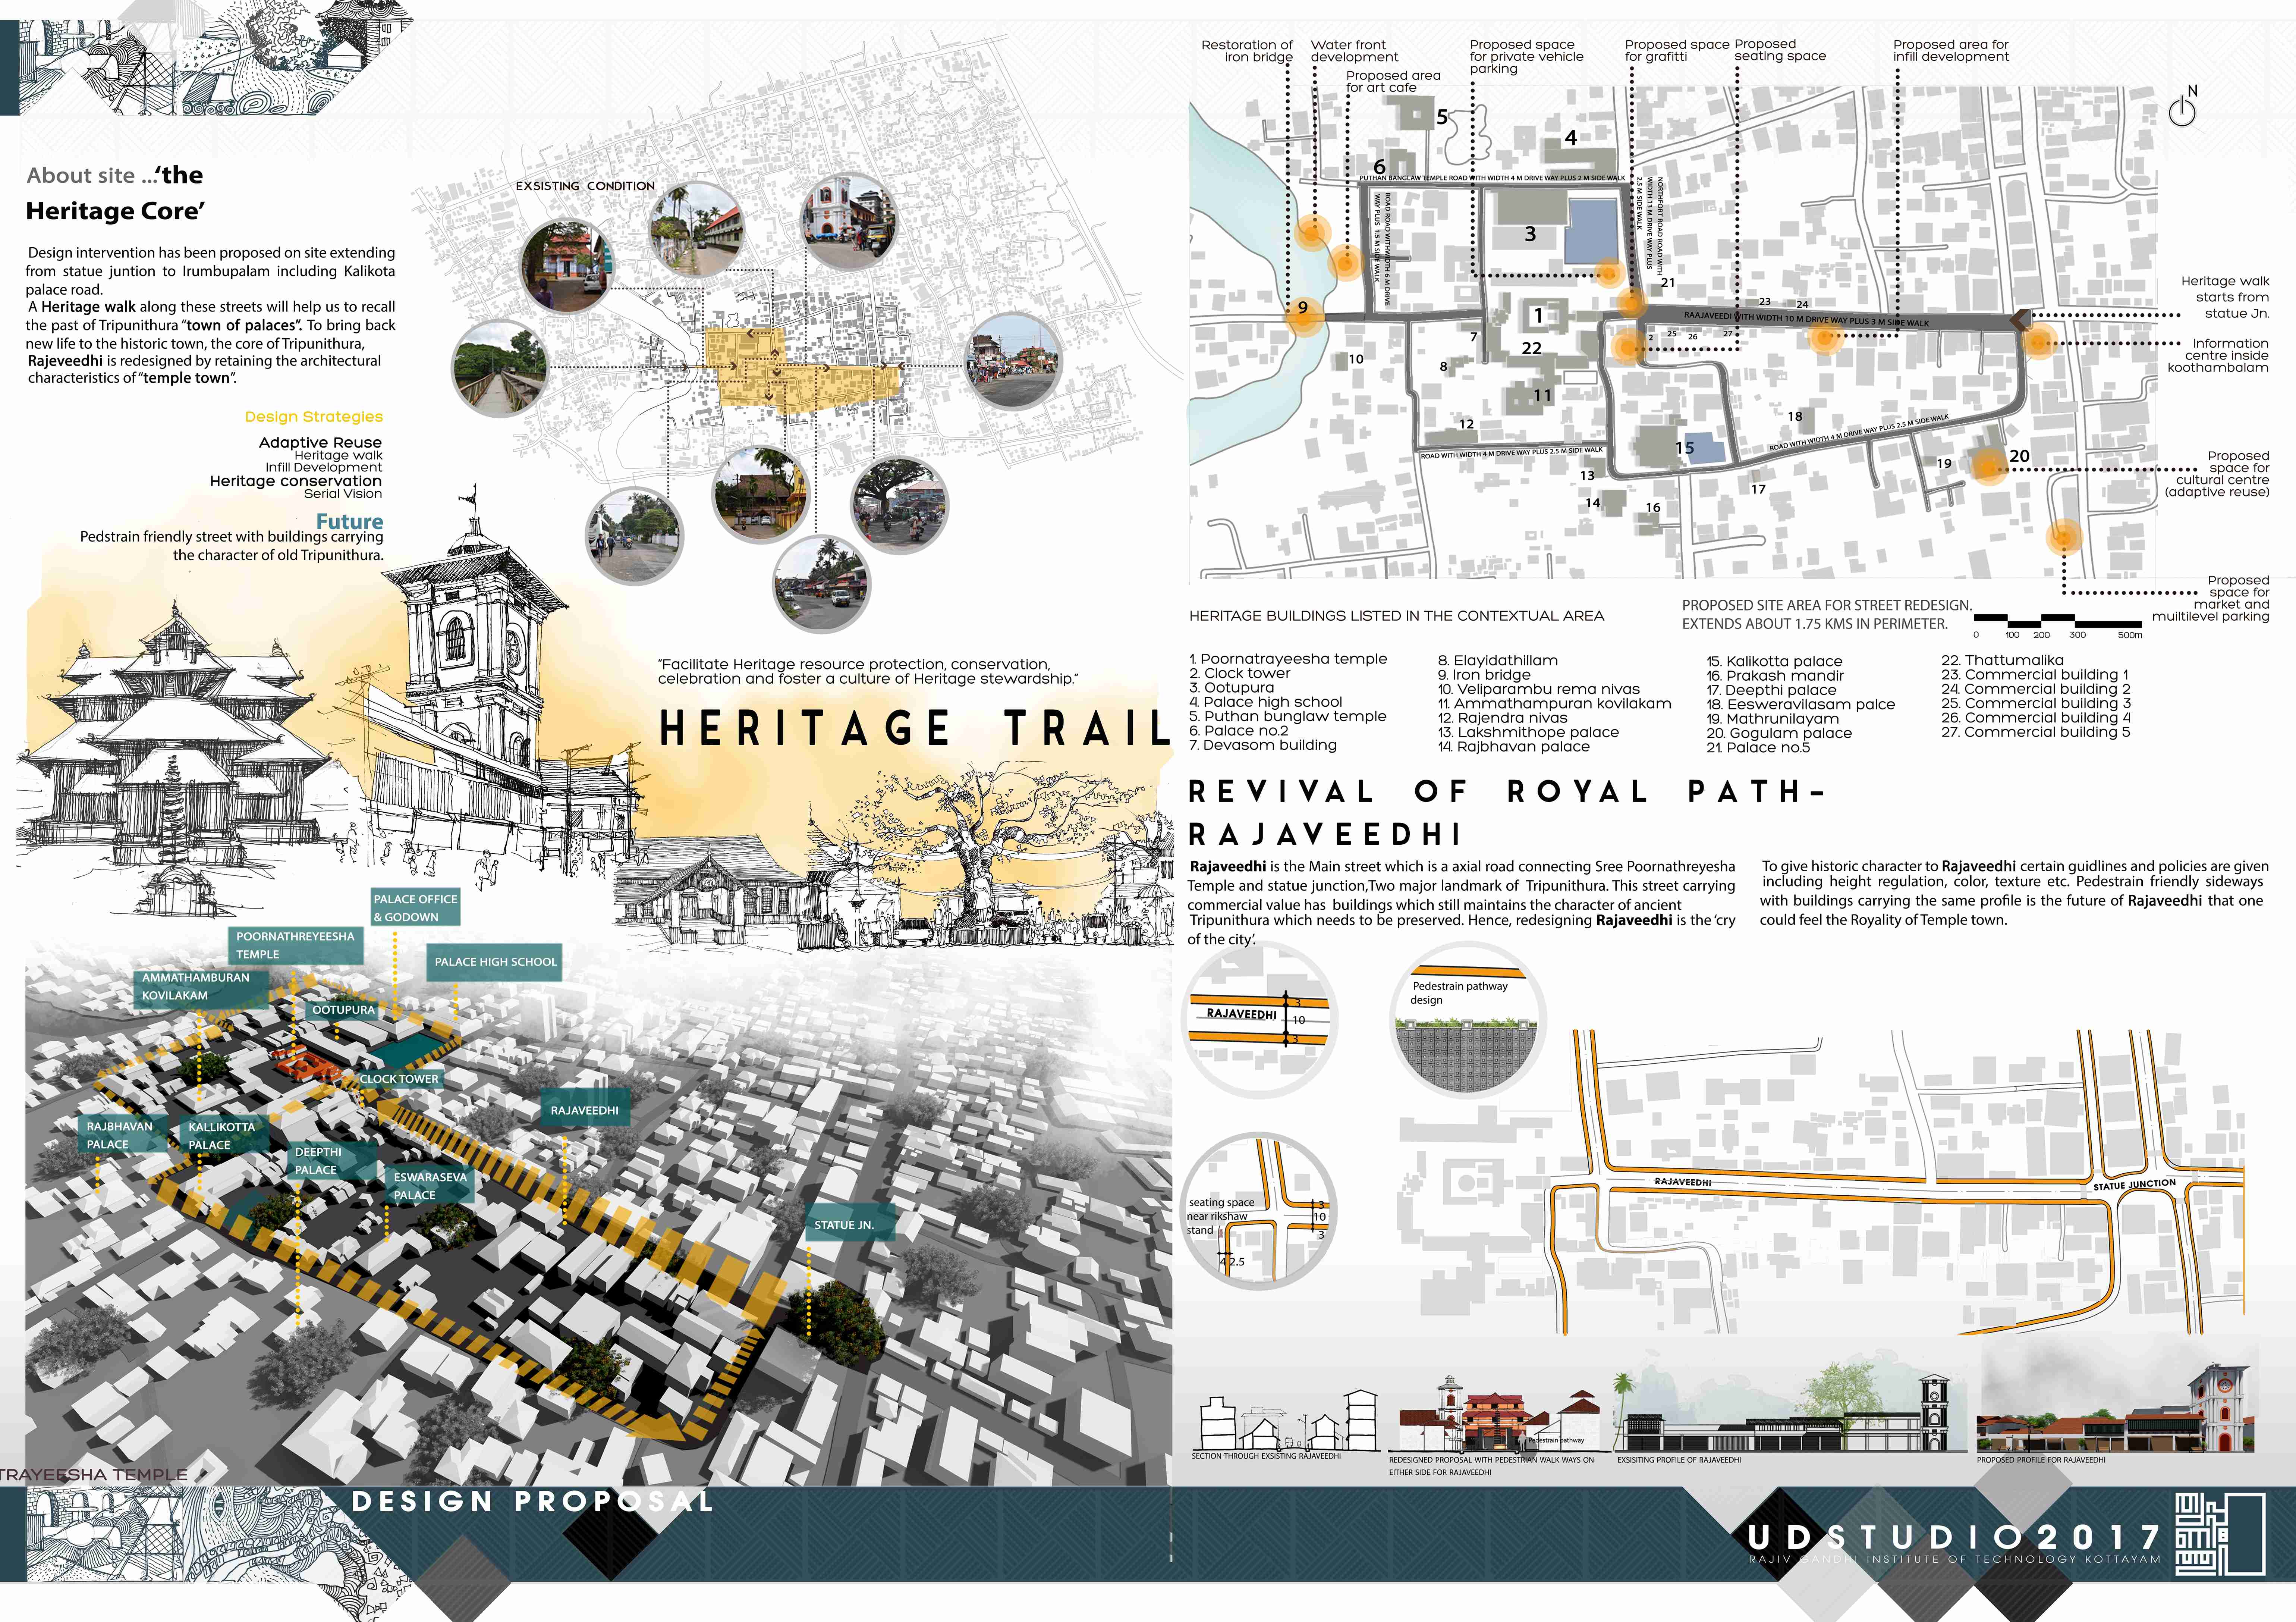 About site ...‘the
Heritage Core’
Design intervention has been proposed on site extending
from statue juntion to Irumbupalam including Kalikota
palace road.
A Heritage walk along these streets will help us to recall
the past of Tripunithura “town of palaces”. To bring back
new life to the historic town, the core of Tripunithura,
Rajeveedhi is redesigned by retaining the architectural
characteristics of “temple town”.
Design Strategies
Adaptive Reuse
Heritage walk
Infill Development
Heritage conservation
Serial Vision
Future
Pedstrain friendly street with buildings carrying
the character of old Tripunithura.
EXSISTING CONDITION
"Facilitate Heritage resource protection, conservation,
celebration and foster a culture of Heritage stewardship."
HERITAGE TRAIL
PALACE OFFICE
& GODOWN
POORNATHREYEESHA
TEMPLE
PALACE HIGH SCHOOL
AMMATHAMBURAN
KOVILAKAM
OOTUPURA
CLOCK TOWER
RAJAVEEDHI
RAJBHAVAN
PALACE
KALLIKOTTA
PALACE
DEEPTHI
PALACE
ESWARASEVA
PALACE
STATUE JN.
TRAYEESHA TEMPLE
DESIGN PROPOSAL
Restoration of
iron bridge
Water front
development
Proposed area
for art cafe
Proposed space
for private vehicle
parking
Proposed space
for grafitti
Proposed
seating space
Proposed area for
infill development
N
5
4
6
PUTHAN BANGLAW TEMPLE ROAD WITH WIDTH 4 M DRIVE WAY PLUS 2 M SIDE WALK
ROAD ROAD WITHWIDTH 6 M DRIVE
WAY PLUS 1.5 M SIDE WALK
NORTHFORT ROAD ROAD WITH
WIDTH 13 M DRIVE WAY PLUS
2.5 M SIDE WALK
3
21
23
24
9
1
RAAJAVEEDI WITH WIDTH 10 M DRIVE WAY PLUS 3 M SIDE WALK
7
22
2
25
26
27
10
8
11
12
18
15
ROAD WITH WIDTH 4 M DRIVE WAY PLUS 2.5 M SIDE WALK
ROAD WITH WIDTH 4 M DRIVE WAY PLUS 2.5 M SIDE WALK
13
14
16
17
19
20
Heritage walk
starts from
statue Jn.
Information
centre inside
koothambalam
Proposed
space for
cultural centre
(adaptive reuse)
Proposed
space for
market and
muiltilevel parking
HERITAGE BUILDINGS LISTED IN THE CONTEXTUAL AREA
PROPOSED SITE AREA FOR STREET REDESIGN.
EXTENDS ABOUT 1.75 KMS IN PERIMETER.
0 100 200 300 500m
1. Poornatrayeesha temple
2. Clock tower
3. Ootupura
4. Palace high school
5. Puthan bunglaw temple
6. Palace no.2
7. Devasom building
8. Elayidathillam
9. Iron bridge
10. Veliparambu rema nivas
11. Ammathampuran kovilakam
12. Rajendra nivas
13. Lakshmithope palace
14. Rajbhavan palace
15. Kalikotta palace
16. Prakash mandir
17. Deepthi palace
18. Eesweravilasam palce
19. Mathrunilayam
20. Gogulam palace
21. Palace no.5
22. Thattumalika
23. Commercial building 1
24. Commercial building 2
25. Commercial building 3
26. Commercial building 4
27. Commercial building 5
REVIVAL OF ROYAL PATH-
RAJAVEEDHI
Rajaveedhi is the Main street which is a axial road connecting Sree Poornathreyesha
Temple and statue junction,Two major landmark of Tripunithura. This street carrying
commercial value has buildings which still maintains the character of ancient
Tripunithura which needs to be preserved. Hence, redesigning Rajaveedhi is the ‘cry
of the city’.
To give historic character to Rajaveedhi certain guidlines and policies are given
including height regulation, color, texture etc. Pedestrain friendly sideways
with buildings carrying the same profile is the future of Rajaveedhi that one
could feel the Royality of Temple town.
3
RAJAVEEDHI
10
3
Pedestrain pathway
design
seating space
near rikshaw
stand
3
10
3
4 2.5
RAJAVEEDHI
STATUE JUNCTION
Pedestrain pathway
SECTION THROUGH EXSISTING RAJAVEEDHI
REDESIGNED PROPOSAL WITH PEDESTRIAN WALK WAYS ON
EITHER SIDE FOR RAJAVEEDHI
EXSISITING PROFILE OF RAJAVEEDHI
PROPOSED PROFILE FOR RAJAVEEDHI
UDSTUDIO2017
RAJIV GANDHI INSTITUTE OF TECHNOLOGY KOTTAYAM